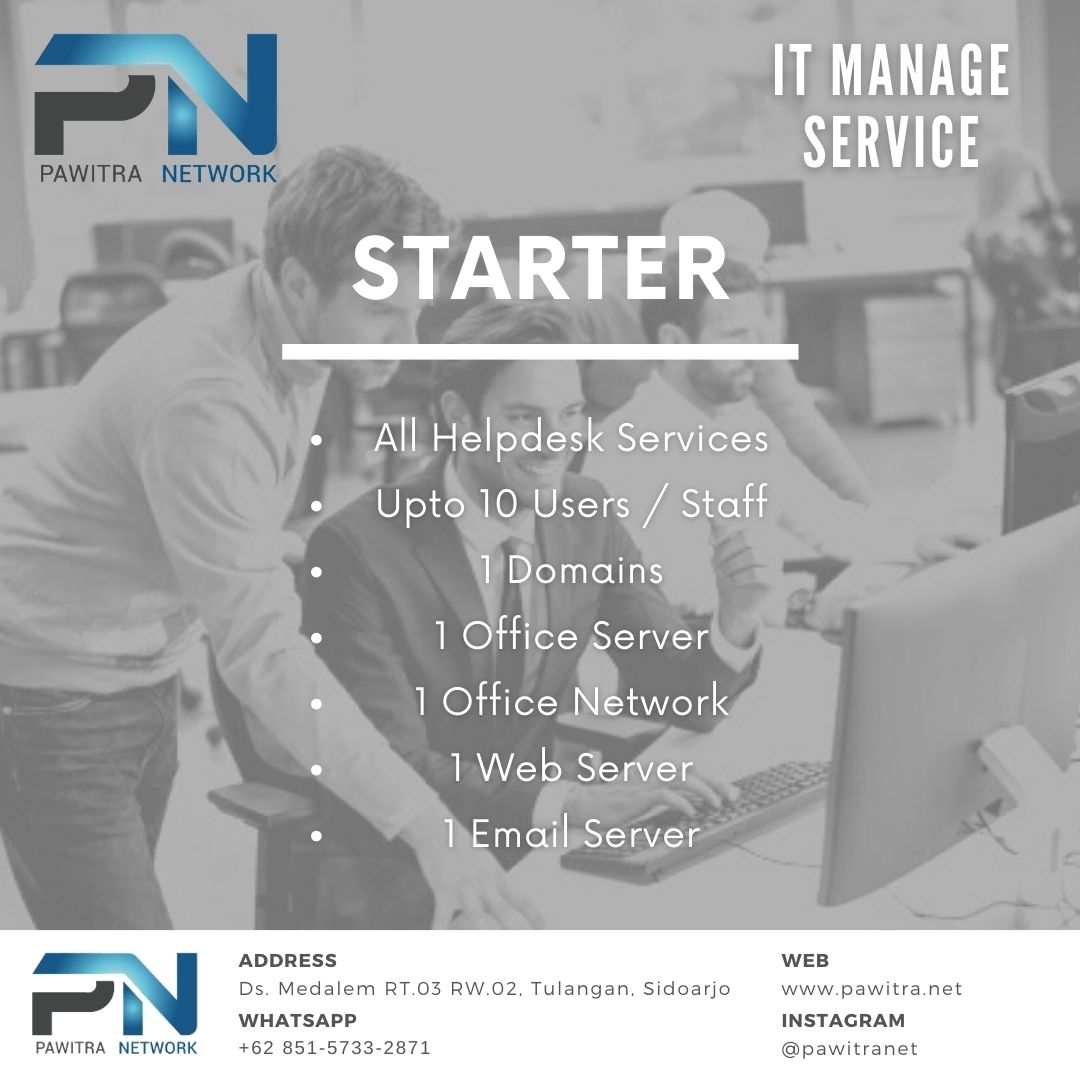 PAWITRA NETWORK
IT MANAGE
SERVICE
STARTER
• All Helpdesk Services
• Upto 10 Users / Staff
• 1 Domains
• 1 Office Server
• 1 Office Network
• 1 Web Server
• 1 Email Server
PAWITRA NETWORK
ADDRESS
Ds. Medalem RT.03 RW.02, Tulangan, Sidoarjo
WHATSAPP
+62 851-5733-2871
WEB
www.pawitra.net
INSTAGRAM
@pawitranet